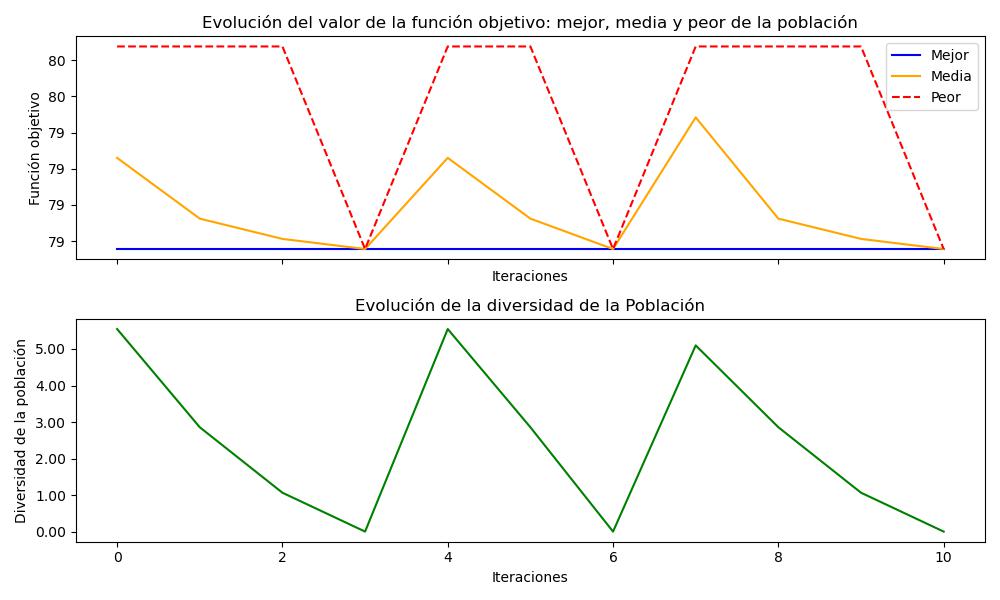 Evolución del valor de la función objetivo: mejor, media y peor de la población
Función objetivo
80
80
79
79
79
79
Mejor
Media
Peor
Iteraciones
Evolución de la diversidad de la Población
Diversidad de la población
5.00
4.00
3.00
2.00
1.00
0.00
0 2 4 6 8 10
Iteraciones